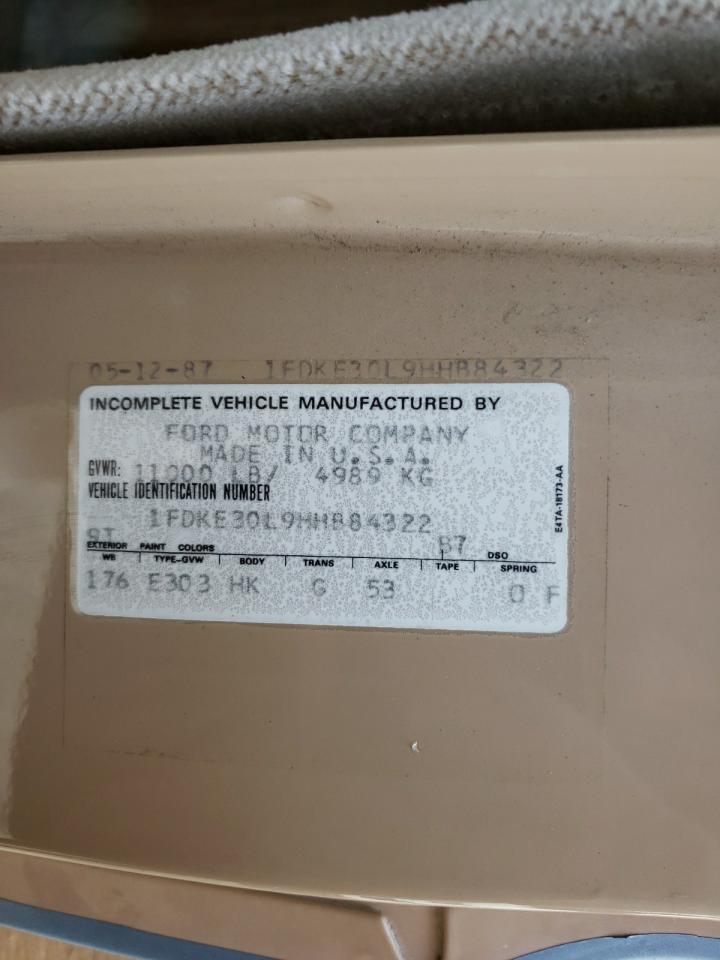 05-12-87 1FDKE30L9HHB84322
INCOMPLETE VEHICLE MANUFACTURED BY
FORD MOTOR COMPANY
MADE IN U.S.A.
GVWR: 11000 LB/ 4989 KG
VEHICLE IDENTIFICATION NUMBER
1FDKE30L9HHB84322
E4TA-18173-AA
87
EXTERIOR PAINT COLORS DSO
WB TYPE-GVW BODY TRANS AXLE TAPE SPRING
176 E303 HK G 53 0 F